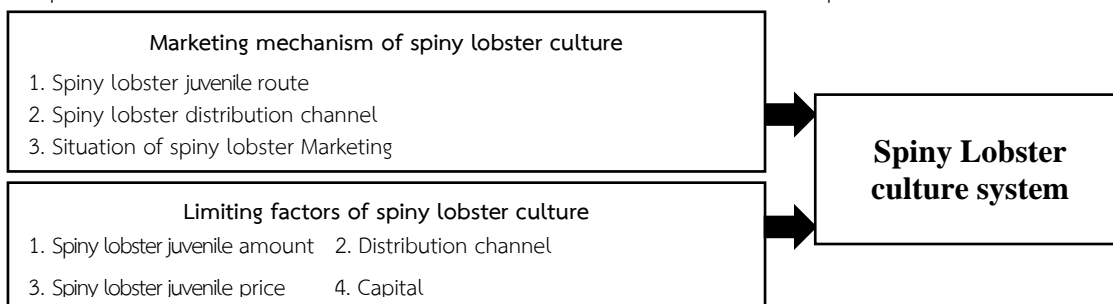 Marketing mechanism of spiny lobster culture
1. Spiny lobster juvenile route
2. Spiny lobster distribution channel
3. Situation of spiny lobster Marketing
Limiting factors of spiny lobster culture
1. Spiny lobster juvenile amount 2. Distribution channel
3. Spiny lobster juvenile price 4. Capital
Spiny Lobster
culture system